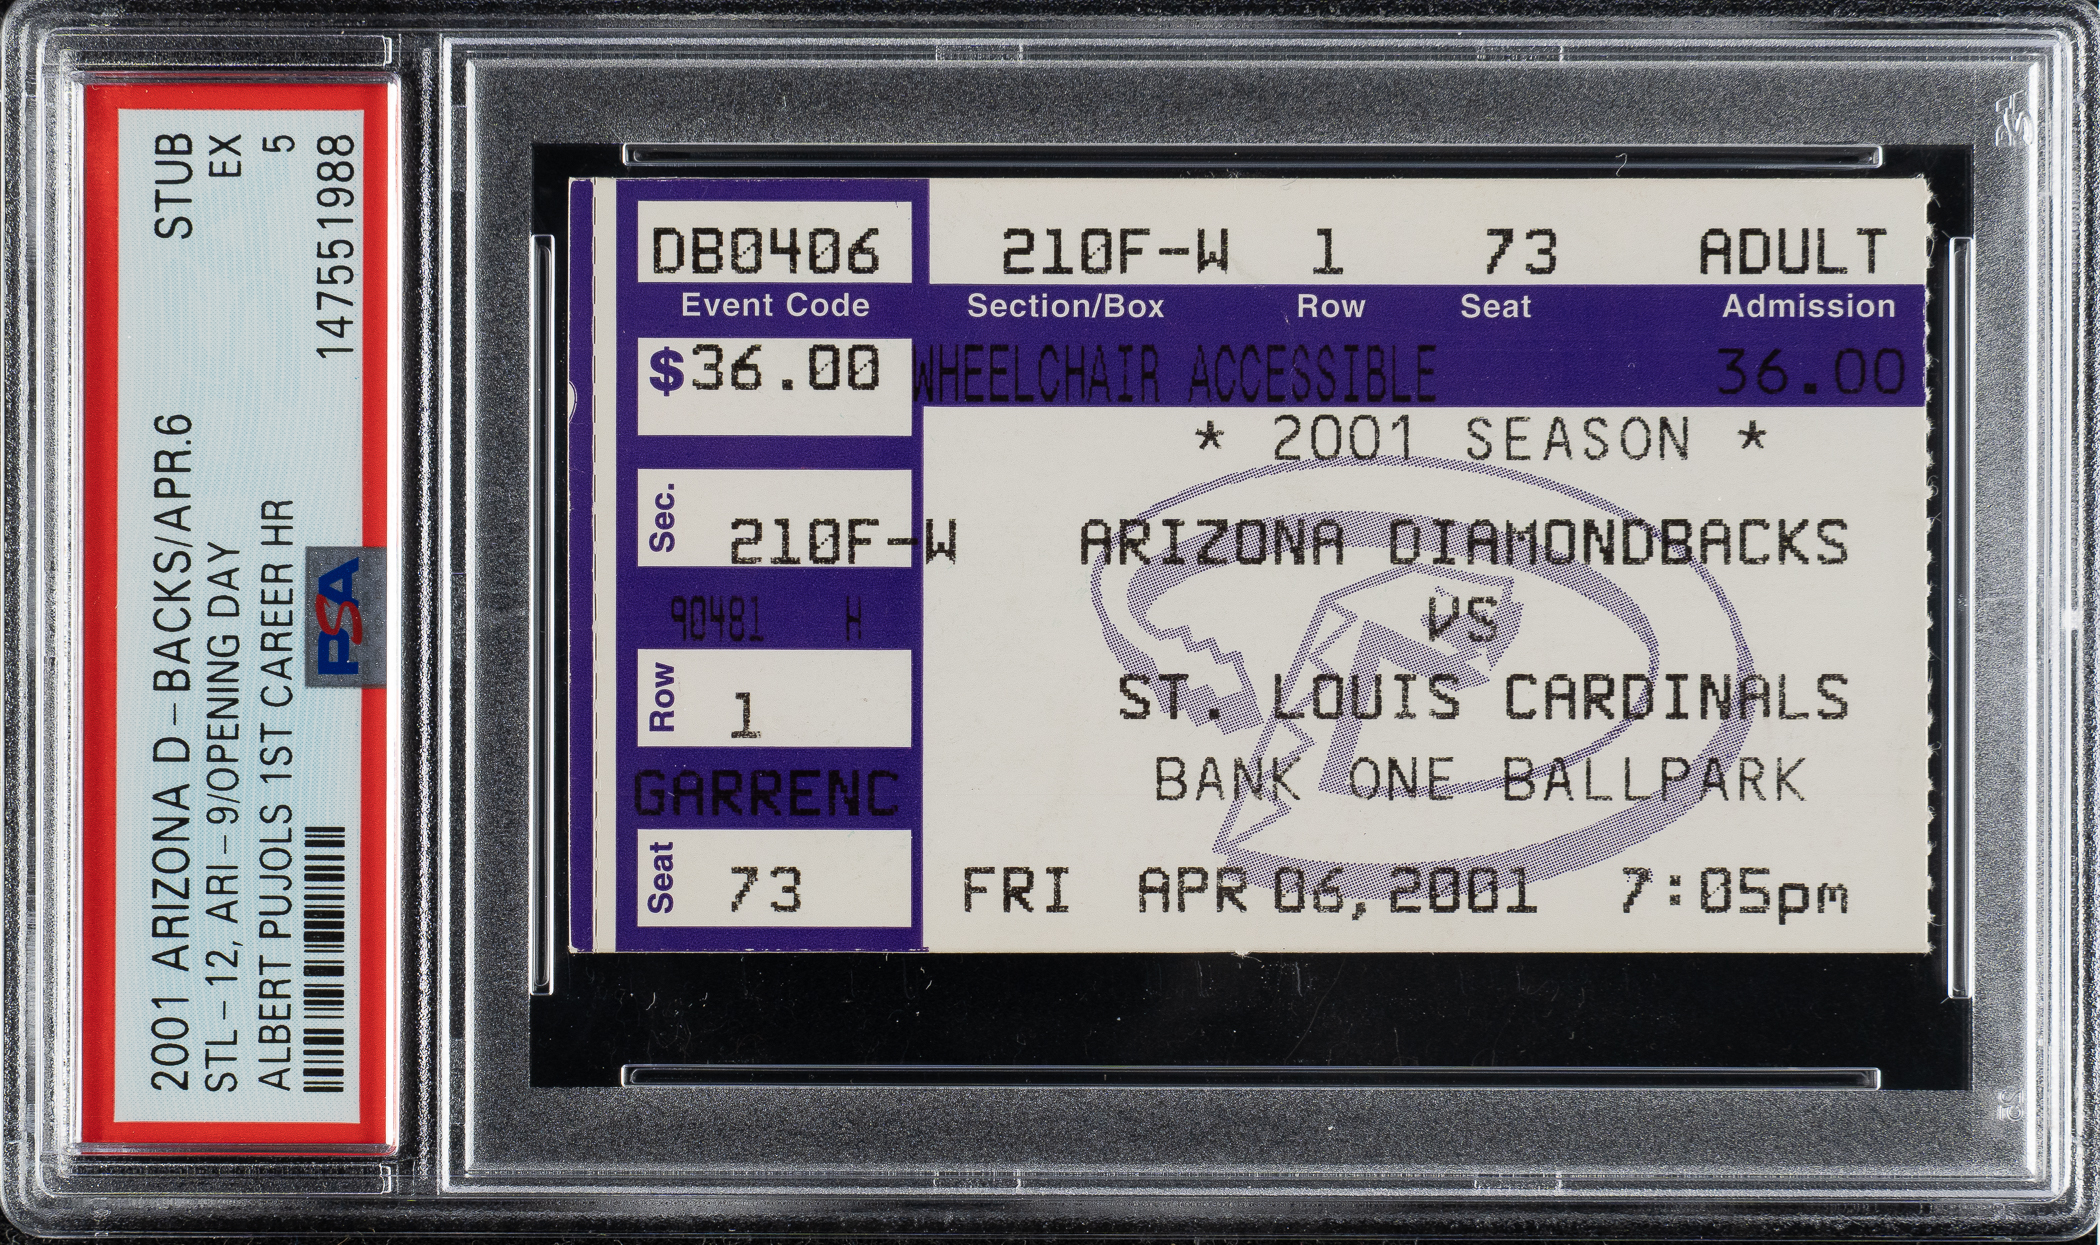 2001 ARIZONA D-BACKS/APR.6 STUB
STL-12, ARI-9/OPENING DAY EX
ALBERT PUJOLS 1ST CAREER HR 5
147551988
PSA
DB0406 210F-W 1 73 ADULT
Event Code Section/Box Row Seat Admission
$36.00 WHEELCHAIR ACCESSIBLE 36.00
* 2001 SEASON *
Sec. 210F-W ARIZONA DIAMONDBACKS
90481 H VS
Row 1 ST. LOUIS CARDINALS
GARRENC BANK ONE BALLPARK
Seat 73 FRI APR 06,2001 7:05pm